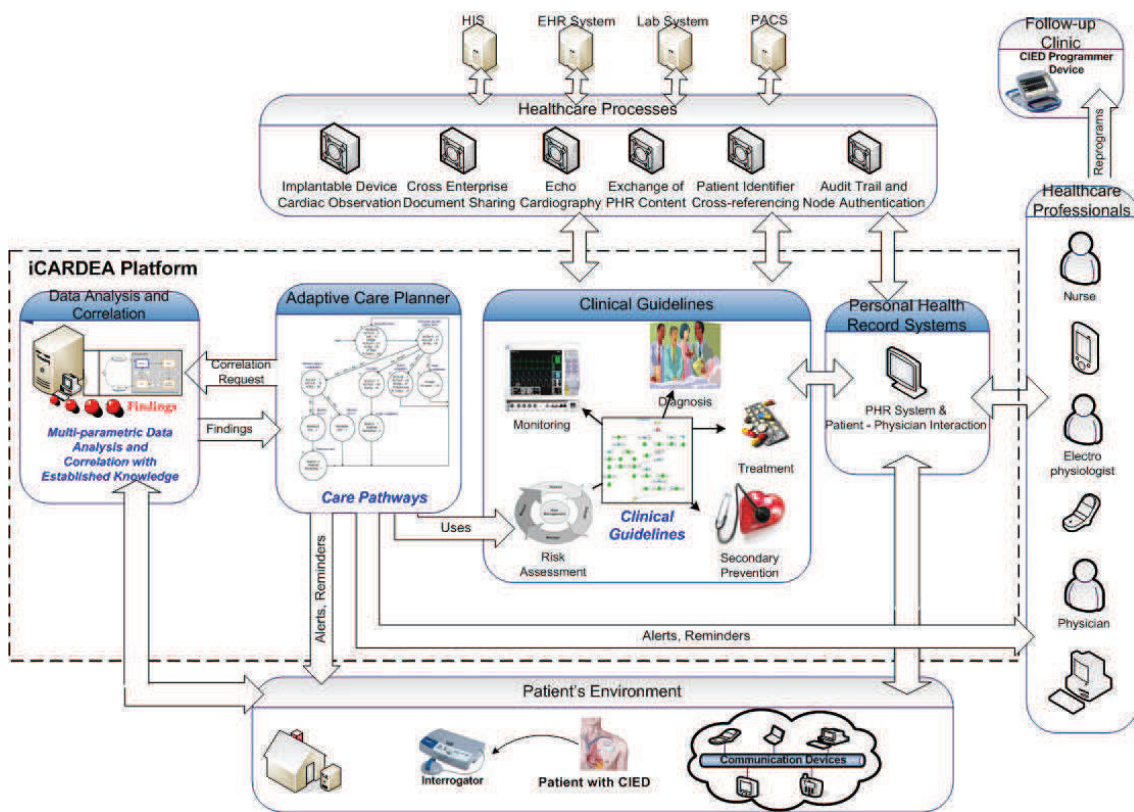 HIS
EHR System
Lab System
PACS
Follow-up
Clinic
CIED Programmer
Device
Healthcare Processes
Implantable Device
Cardiac Observation
Cross Enterprise
Document Sharing
Echo
Cardiography
Exchange of
PHR Content
Patient Identifier
Cross-referencing
Audit Trail and
Node Authentication
Reprograms
Healthcare
Professionals
Nurse
Electro
physiologist
Physician
iCARDEA Platform
Data Analysis and
Correlation
Findings
Multi-parametric Data
Analysis and
Correlation with
Established Knowledge
Correlation
Request
Findings
Adaptive Care Planner
Care Pathways
Uses
Clinical Guidelines
Monitoring
Diagnosis
Treatment
Risk
Assessment
Clinical
Guidelines
Secondary
Prevention
Personal Health
Record Systems
PHR System &
Patient - Physician Interaction
Alerts, Reminders
Alerts, Reminders
Patient's Environment
Interrogator
Patient with CIED
Communication Devices